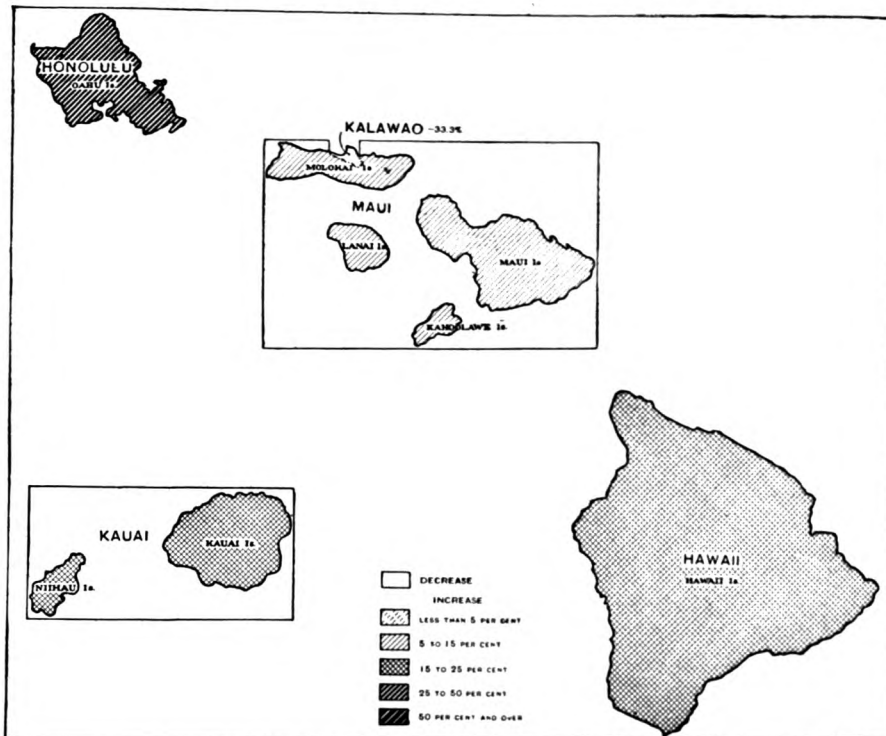 HONOLULU
OAHU Is.
KALAWAO -33.3%
MOLOKAI Is.
MAUI
LANAI Is.
MAUI Is.
KAHOOLAWE Is.
KAUAI
KAUAI Is.
NIIHAU Is.
HAWAII
HAWAII Is.
DECREASE
INCREASE
LESS THAN 5 PER CENT
5 TO 15 PER CENT
15 TO 25 PER CENT
25 TO 50 PER CENT
50 PER CENT AND OVER